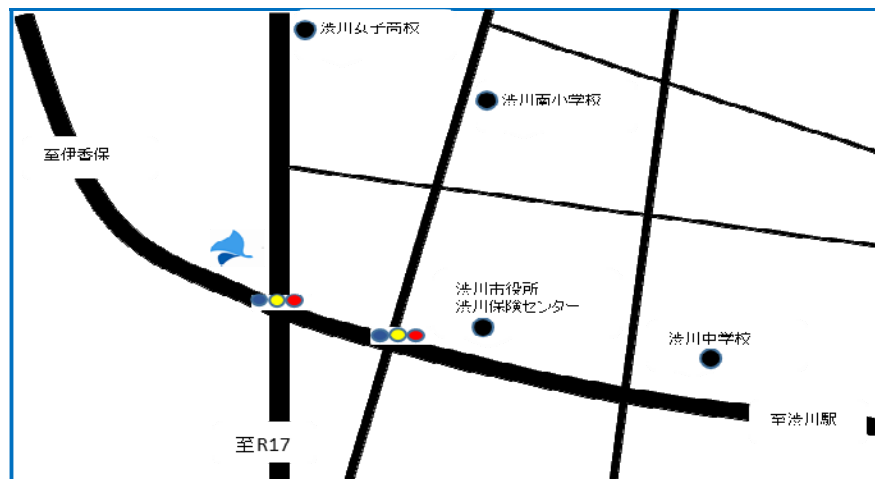 渋川女子高校
渋川南小学校
至伊香保
渋川市役所
渋川保険センター
渋川中学校
至渋川駅
至R17